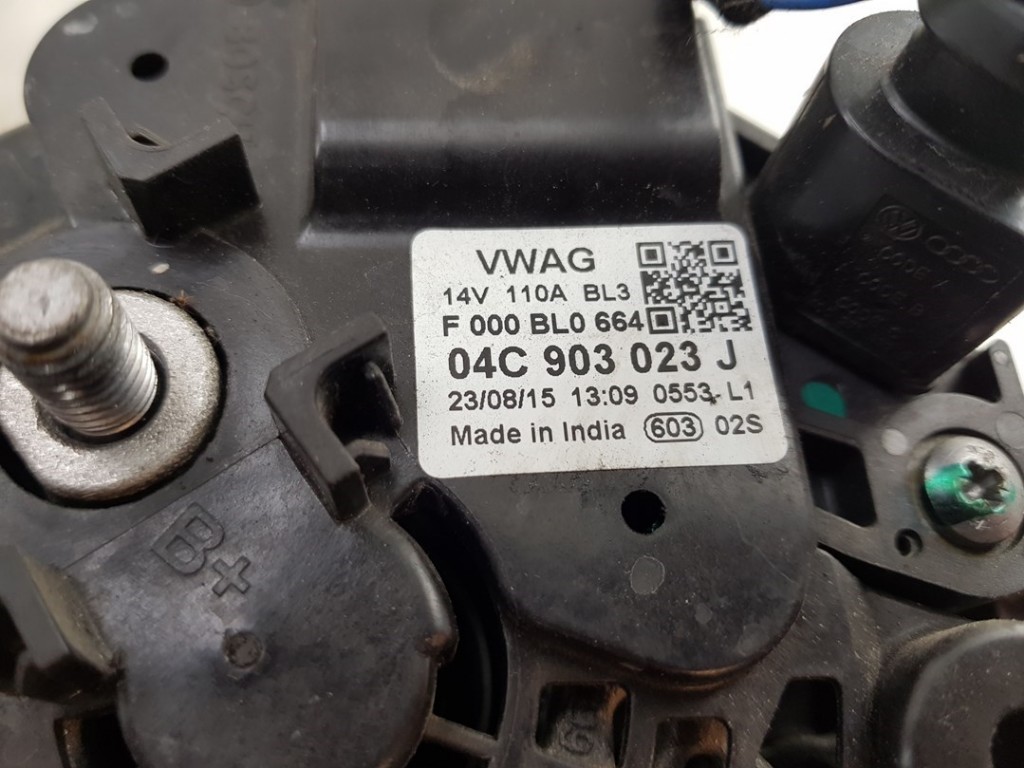 VWAG
14V 110A BL3
F 000 BL0 664
04C 903 023 J
23/08/15 13:09 0553 L1
Made in India 603 02S
B+